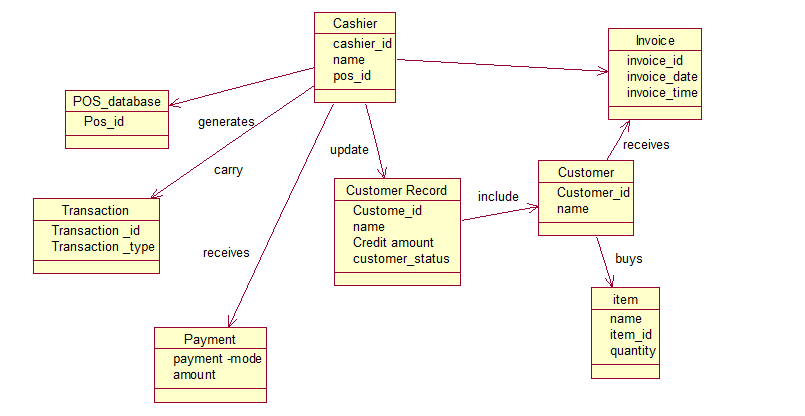 Cashier
cashier_id
name
pos_id
Invoice
invoice_id
invoice_date
invoice_time
POS_database
Pos_id
generates
carry
update
receives
Customer
Customer_id
name
Customer Record
Custome_id
name
Credit amount
customer_status
include
Transaction
Transaction _id
Transaction _type
receives
buys
item
name
item_id
quantity
Payment
payment -mode
amount